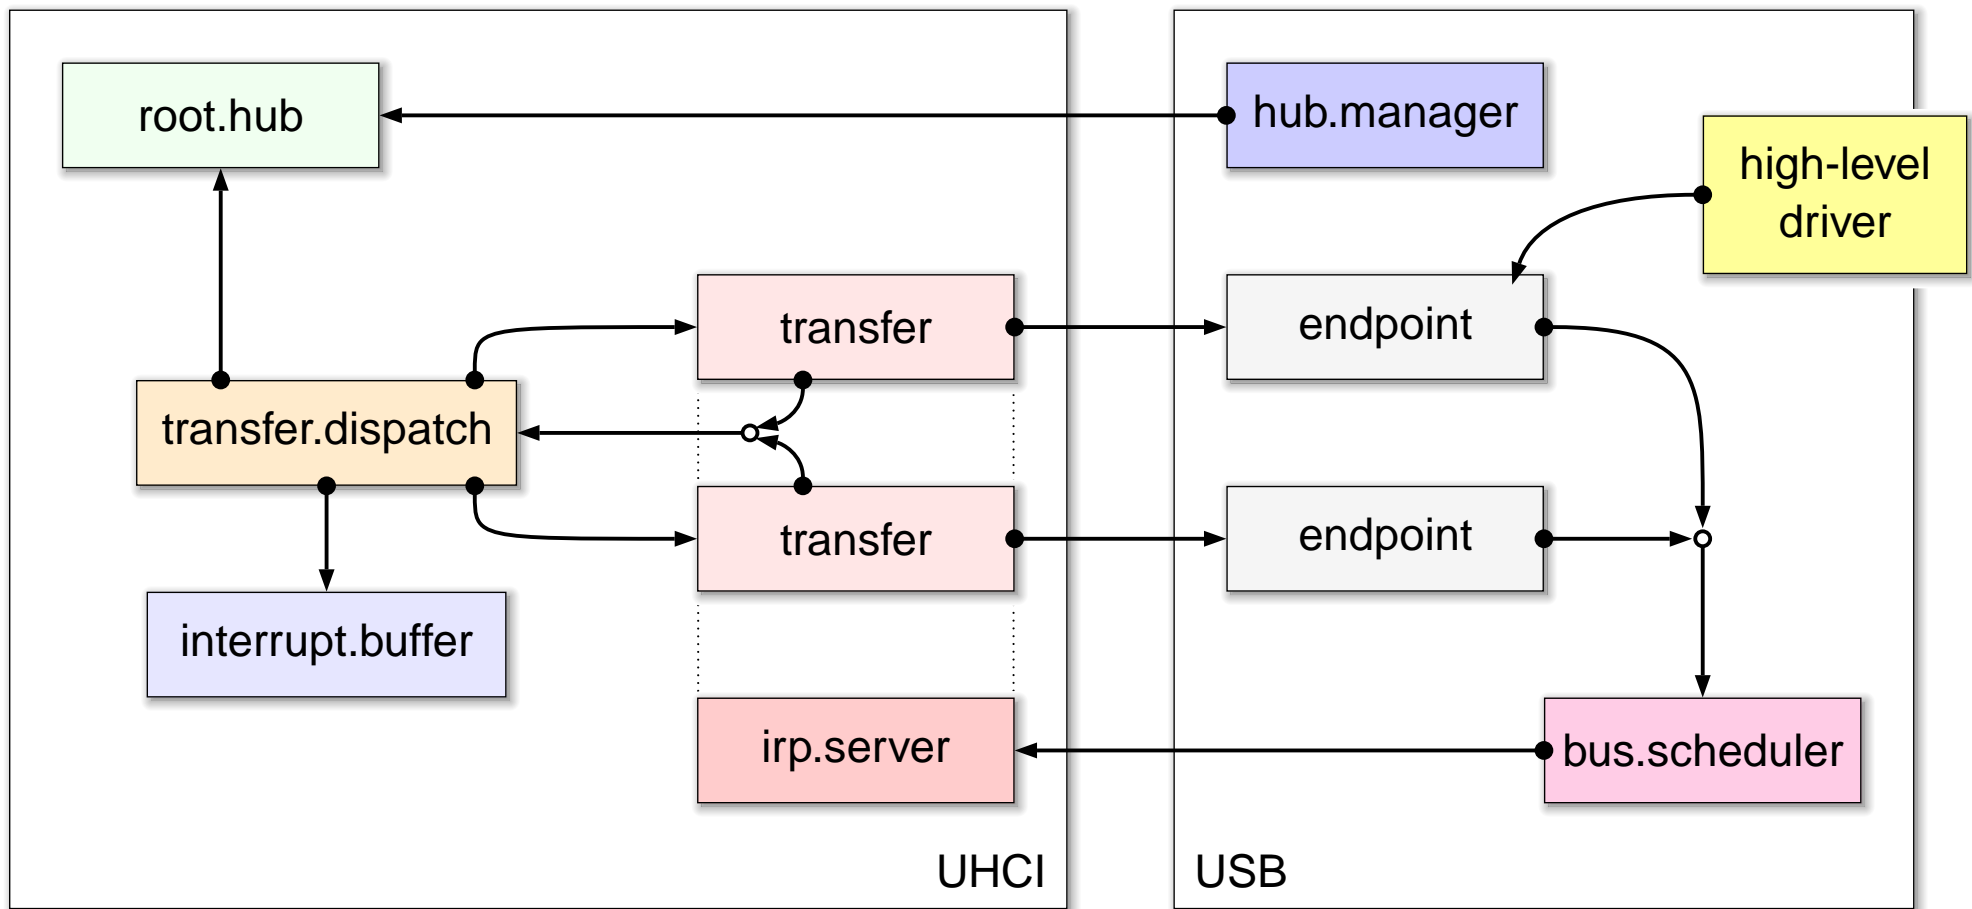 root.hub
hub.manager
high-level
driver
transfer
endpoint
transfer.dispatch
transfer
endpoint
interrupt.buffer
irp.server
bus.scheduler
UHCI
USB